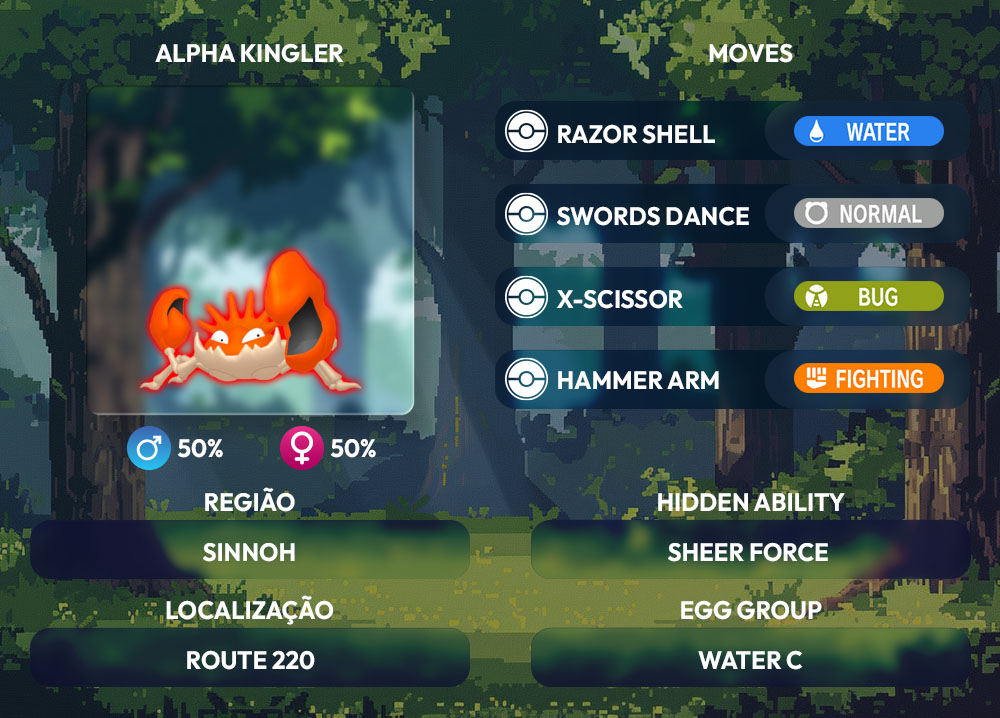 ALPHA KINGLER
50% 50%
REGIÃO
SINNOH
LOCALIZAÇÃO
ROUTE 220
MOVES
RAZOR SHELL WATER
SWORDS DANCE NORMAL
X-SCISSOR BUG
HAMMER ARM FIGHTING
HIDDEN ABILITY
SHEER FORCE
EGG GROUP
WATER C